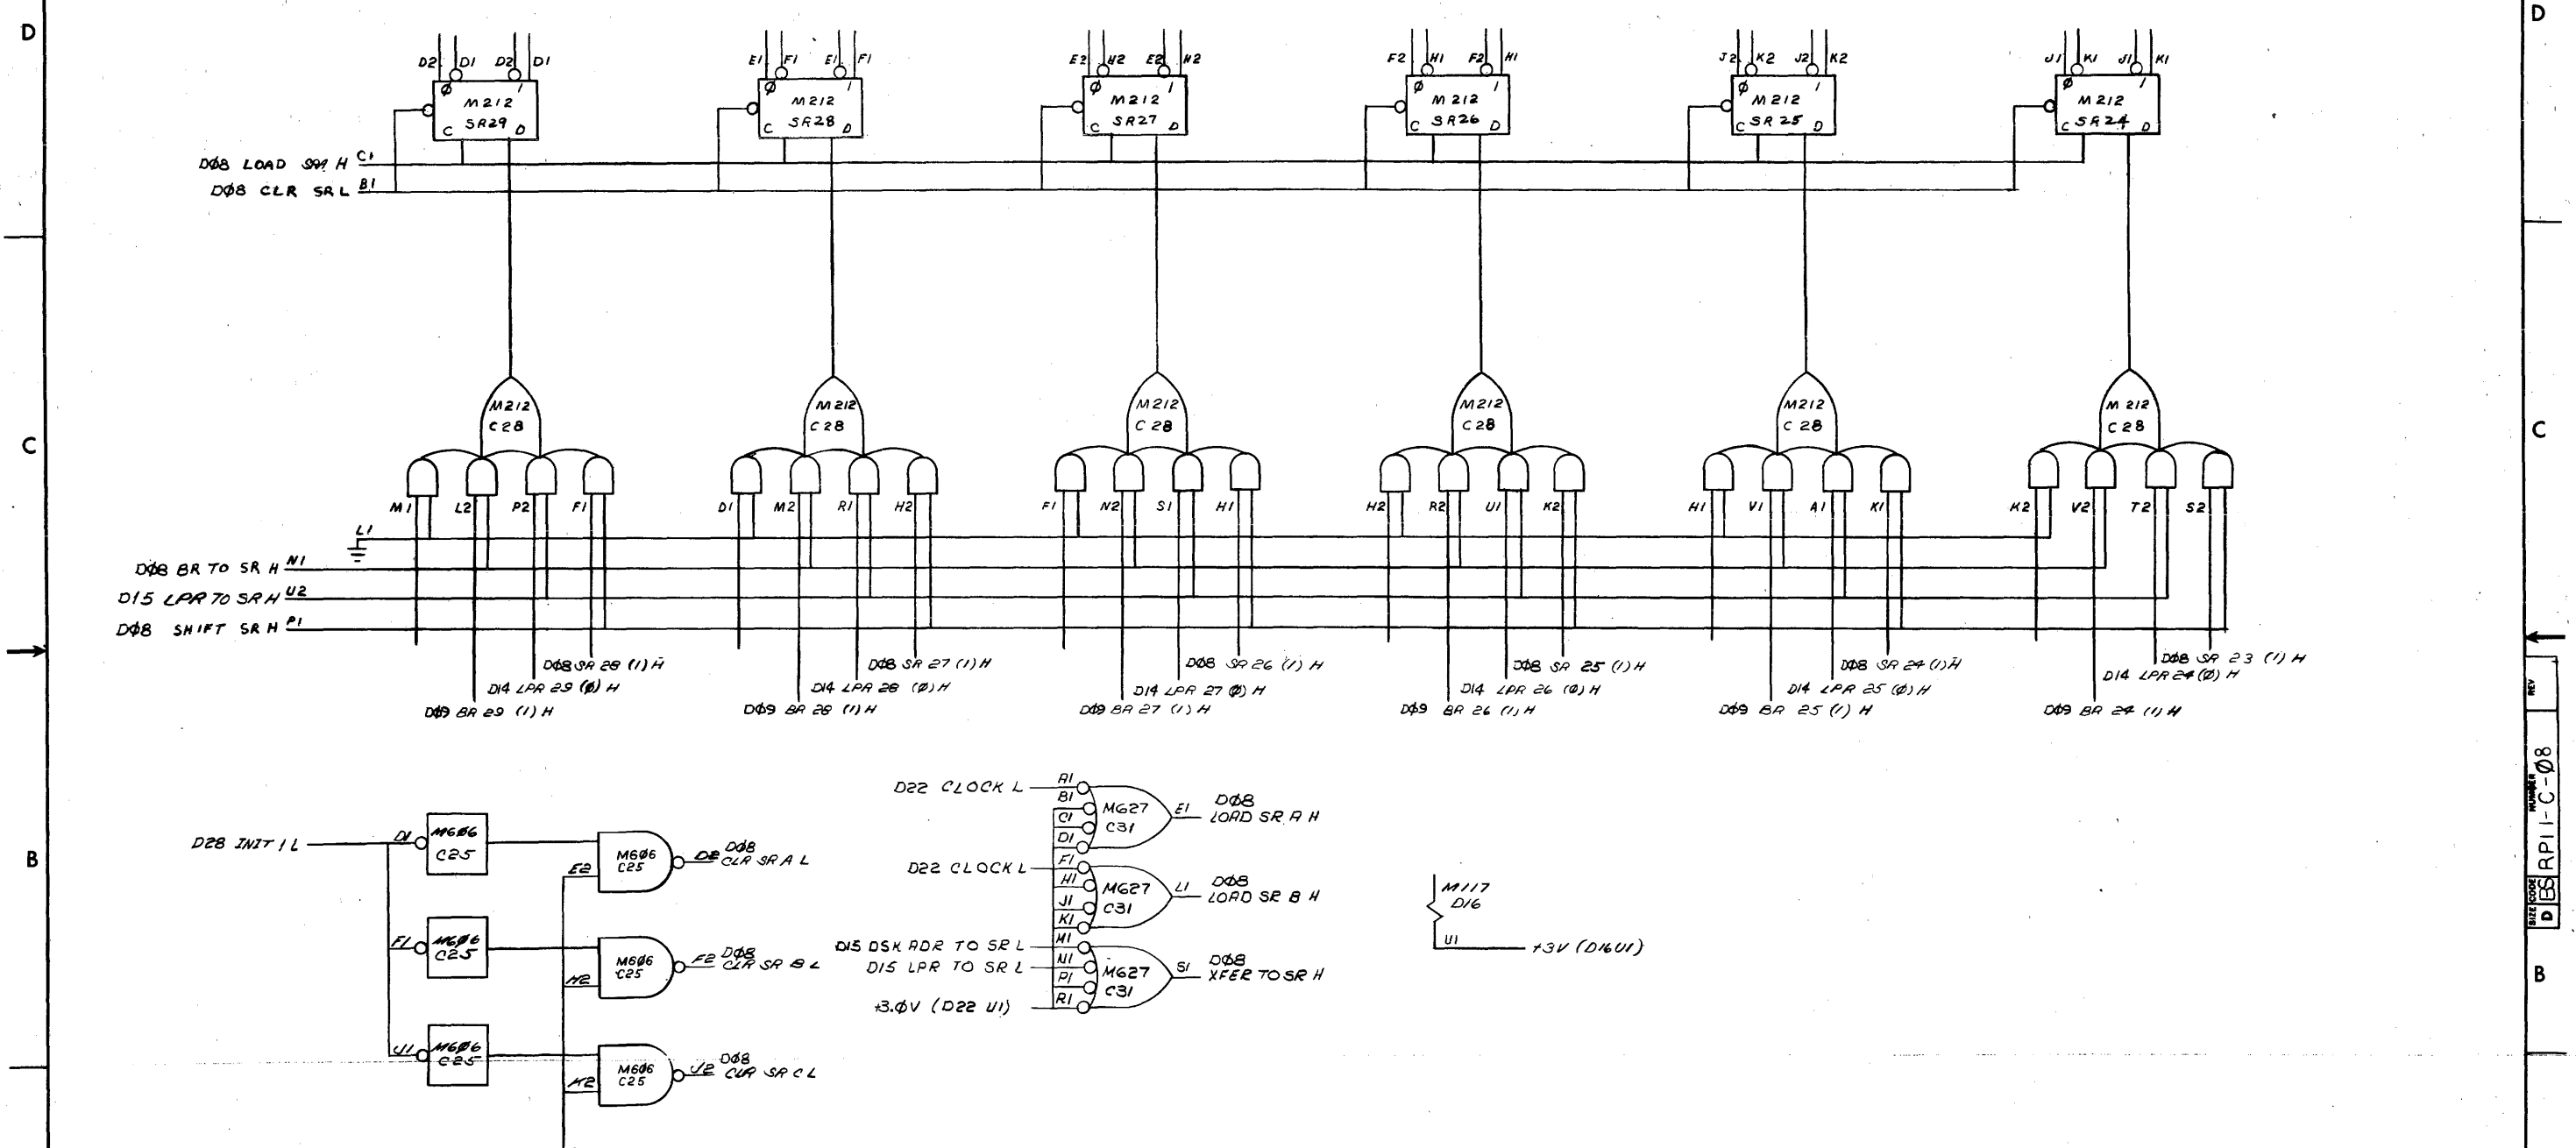 D D
D2 D1 D2 D1 E1 F1 E1 F1 E2 H2 E2 H2 F2 H1 F2 H1 J2 K2 J2 K2 J1 K1 J1 K1
Ø 1 Ø 1 Ø 1 Ø 1 Ø 1 Ø 1
M212 M212 M212 M212 M212 M212
SR29 SR28 SR27 SR26 SR25 SR24
C D C D C D C D C D C D
DØ8 LOAD H C1
DØ8 CLR SR L B1
M212 M212 M212 M212 M212 M212
C28 C28 C28 C28 C28 C28
C C
M1 L2 P2 F1 D1 M2 R1 H2 F1 N2 S1 H1 H2 R2 U1 K2 H1 V1 A1 K1 K2 V2 T2 S2
L1
DØ8 BR TO SR H N1
D15 LPR TO SR H U2
DØ8 SHIFT SR H P1
DØ8 SR 28 (1) H DØ8 SR 27 (1) H DØ8 SR 26 (1) H DØ8 SR 25 (1) H DØ8 SR 24 (1) H DØ8 SR 23 (1) H
D14 LPR 29 (Ø) H D14 LPR 28 (Ø) H D14 LPR 27 (Ø) H D14 LPR 26 (Ø) H D14 LPR 25 (Ø) H D14 LPR 24 (Ø) H
DØ9 BR 29 (1) H DØ9 BR 28 (1) H DØ9 BR 27 (1) H DØ9 BR 26 (1) H DØ9 BR 25 (1) H DØ9 BR 24 (1) H
B
D28 INIT 1 L
D1 M6Ø6 C25
E2 M6Ø6 C25 D2 DØ8 CLR SR A L
F1 M6Ø6 C25
H2 M6Ø6 C25 F2 DØ8 CLR SR B L
J1 M6Ø6 C25
K2 M6Ø6 C25 J2 DØ8 CLR SR C L
D22 CLOCK L A1
B1
C1
D1
M627
C31
E1 DØ8
LOAD SR A H
D22 CLOCK L F1
H1
J1
K1
M627
C31
L1 DØ8
LOAD SR B H
D15 DSK ADR TO SR L M1
D15 LPR TO SR L N1
P1
+3.ØV (D22 U1) R1
M627
C31
S1 DØ8
XFER TO SR H
M117
D16
U1 +3V (D16U1)
B
SIZE CODE NUMBER REV
D BS RP11-C-Ø8